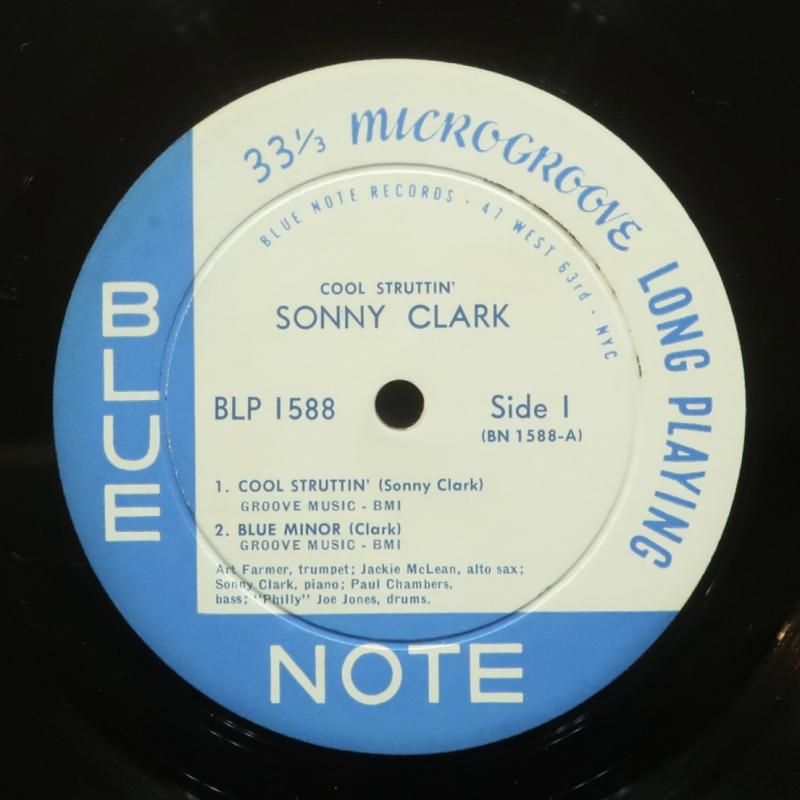 33⅓ MICROGROOVE LONG PLAYING
BLUE NOTE RECORDS · 47 WEST 63rd · NYC
COOL STRUTTIN'
SONNY CLARK
BLP 1588
Side 1
(BN 1588-A)
1. COOL STRUTTIN' (Sonny Clark)
GROOVE MUSIC - BMI
2. BLUE MINOR (Clark)
GROOVE MUSIC - BMI
Art Farmer, trumpet; Jackie McLean, alto sax;
Sonny Clark, piano; Paul Chambers,
bass; "Philly" Joe Jones, drums.
BLUE
NOTE